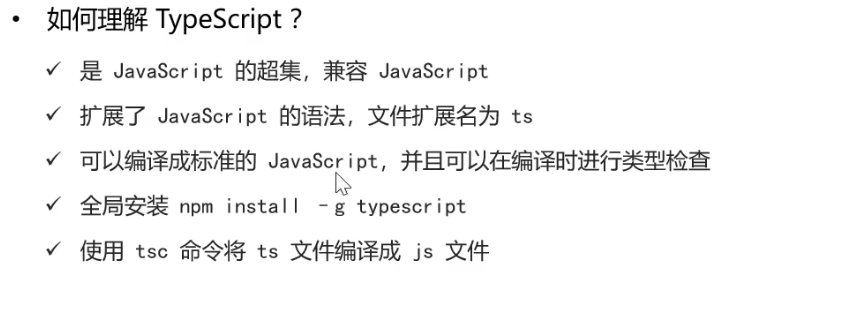 • 如何理解 TypeScript？
✓ 是 JavaScript 的超集，兼容 JavaScript
✓ 扩展了 JavaScript 的语法，文件扩展名为 ts
✓ 可以编译成标准的 JavaScript，并且可以在编译时进行类型检查
✓ 全局安装 npm install -g typescript
✓ 使用 tsc 命令将 ts 文件编译成 js 文件